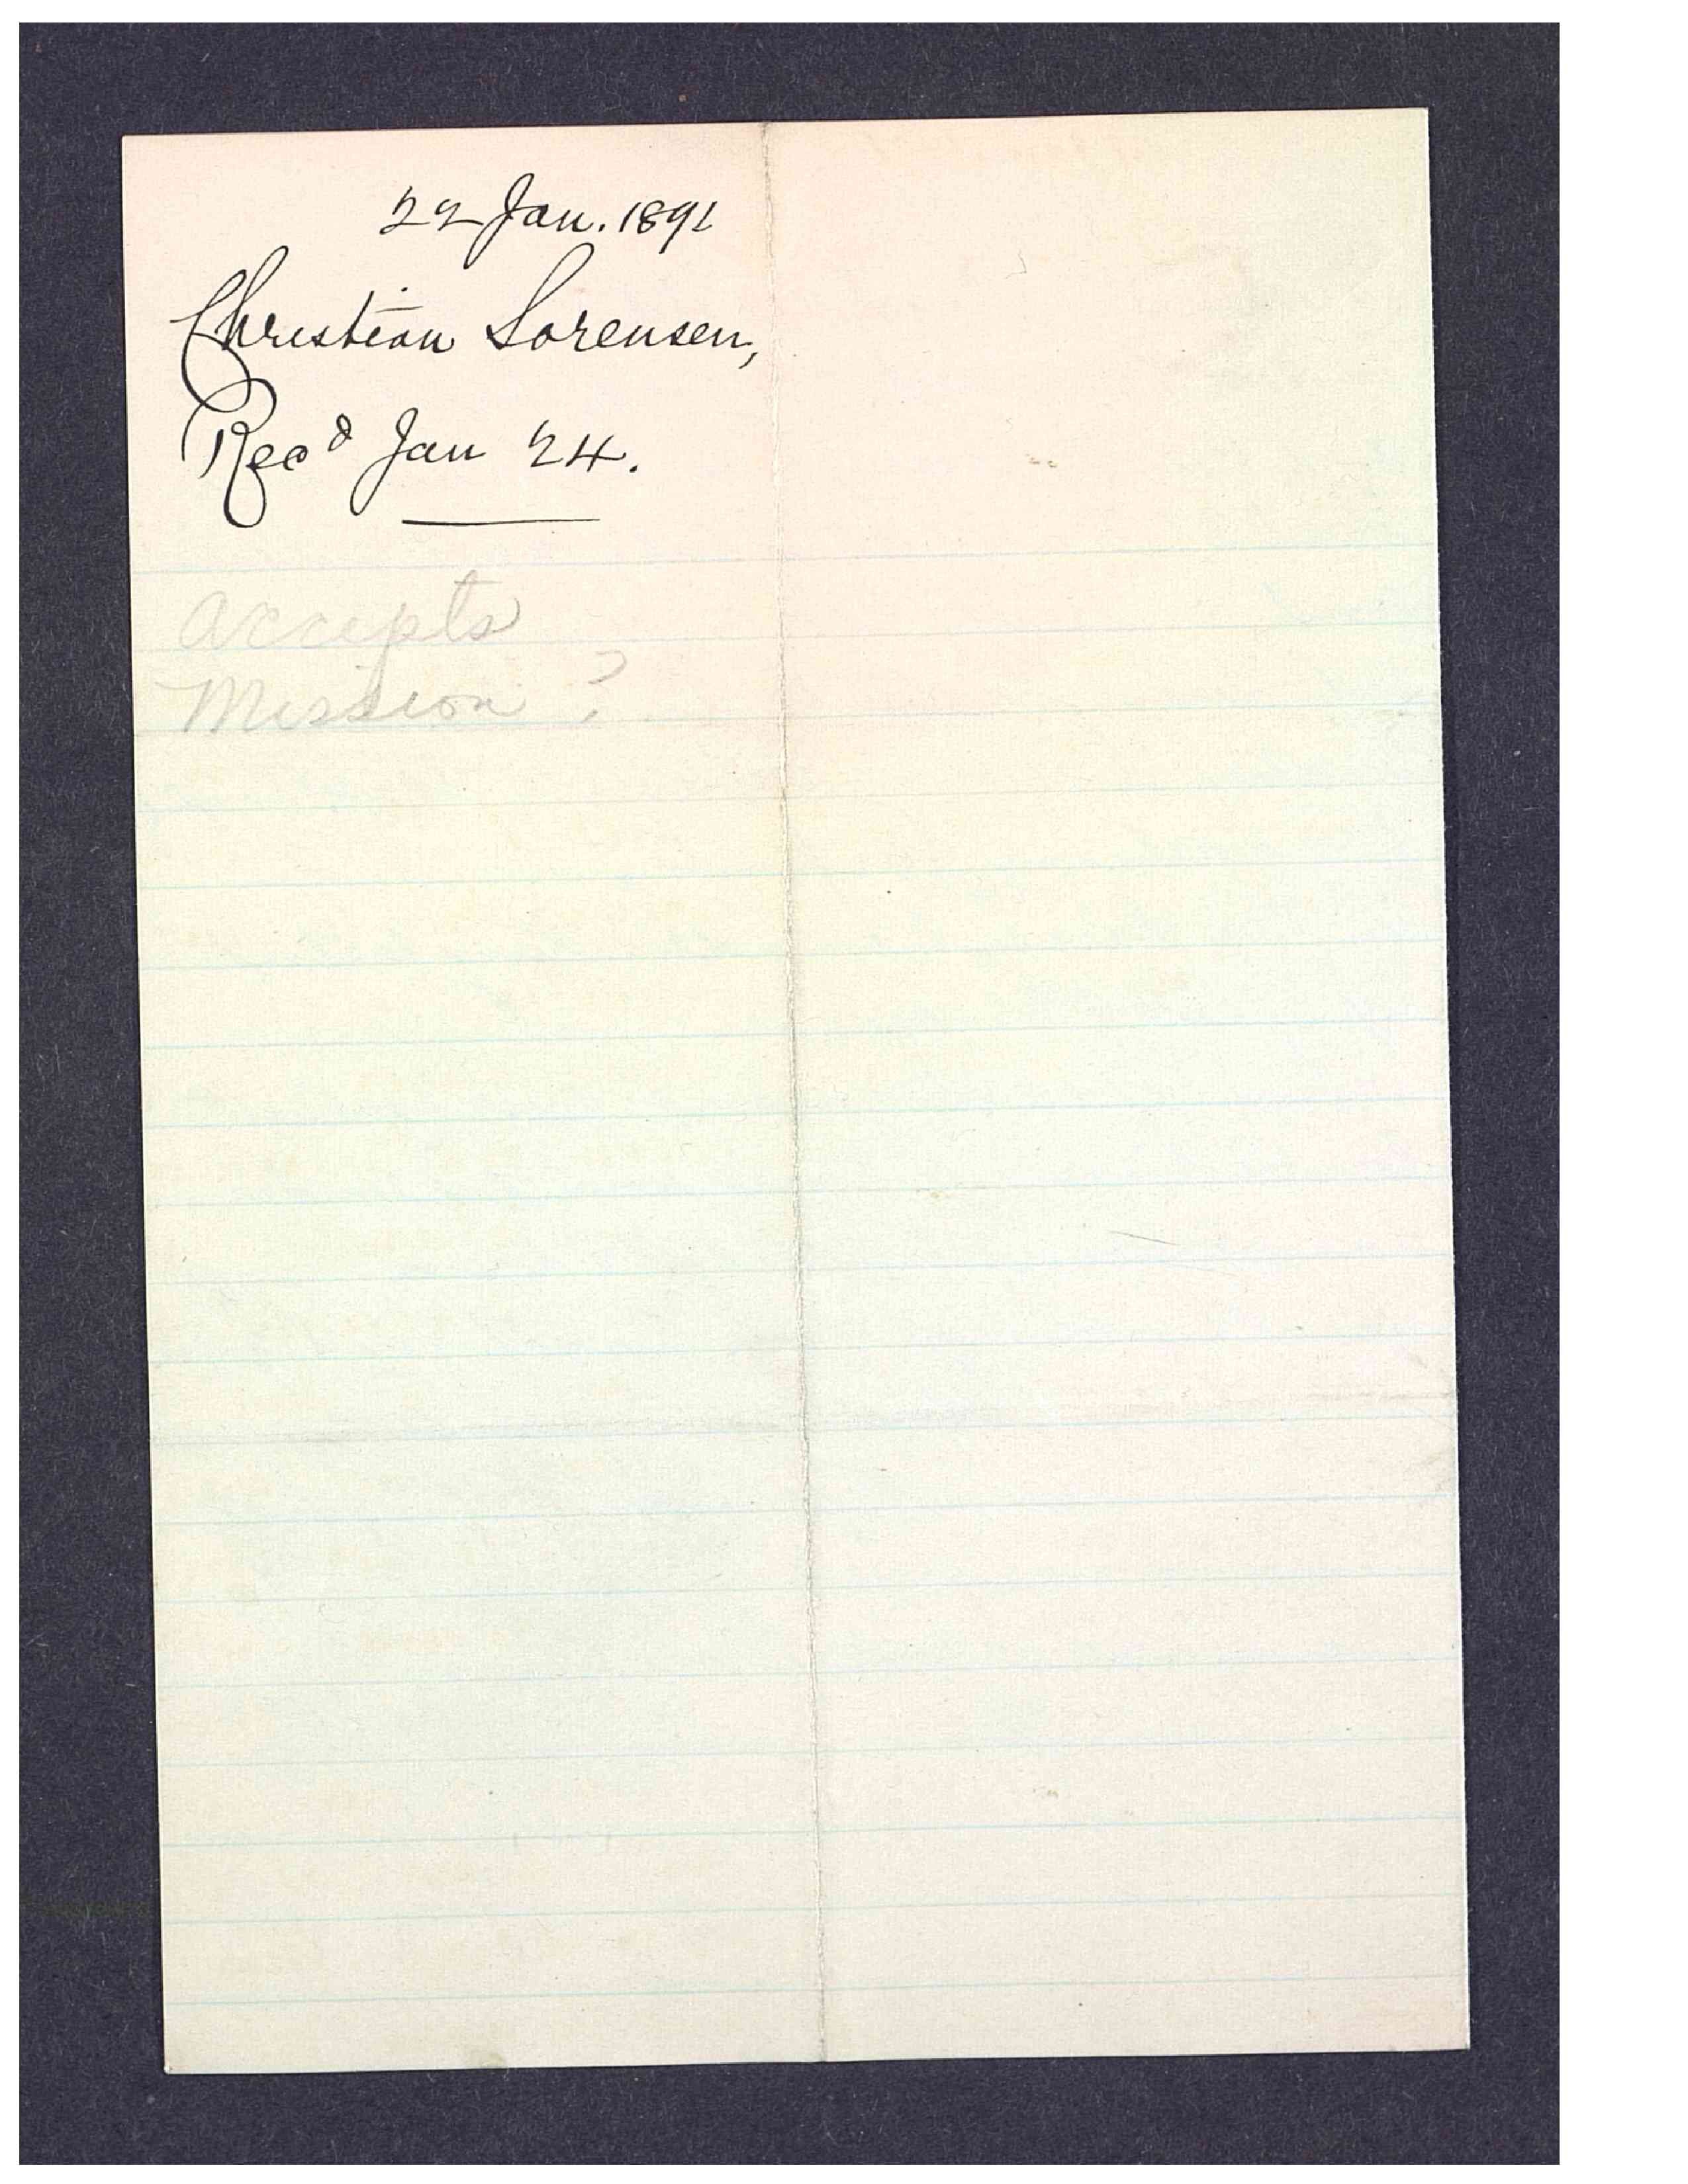 22 Jan. 1891
Christian Sorensen,
Recd Jan 24.
accepts
Mission ?